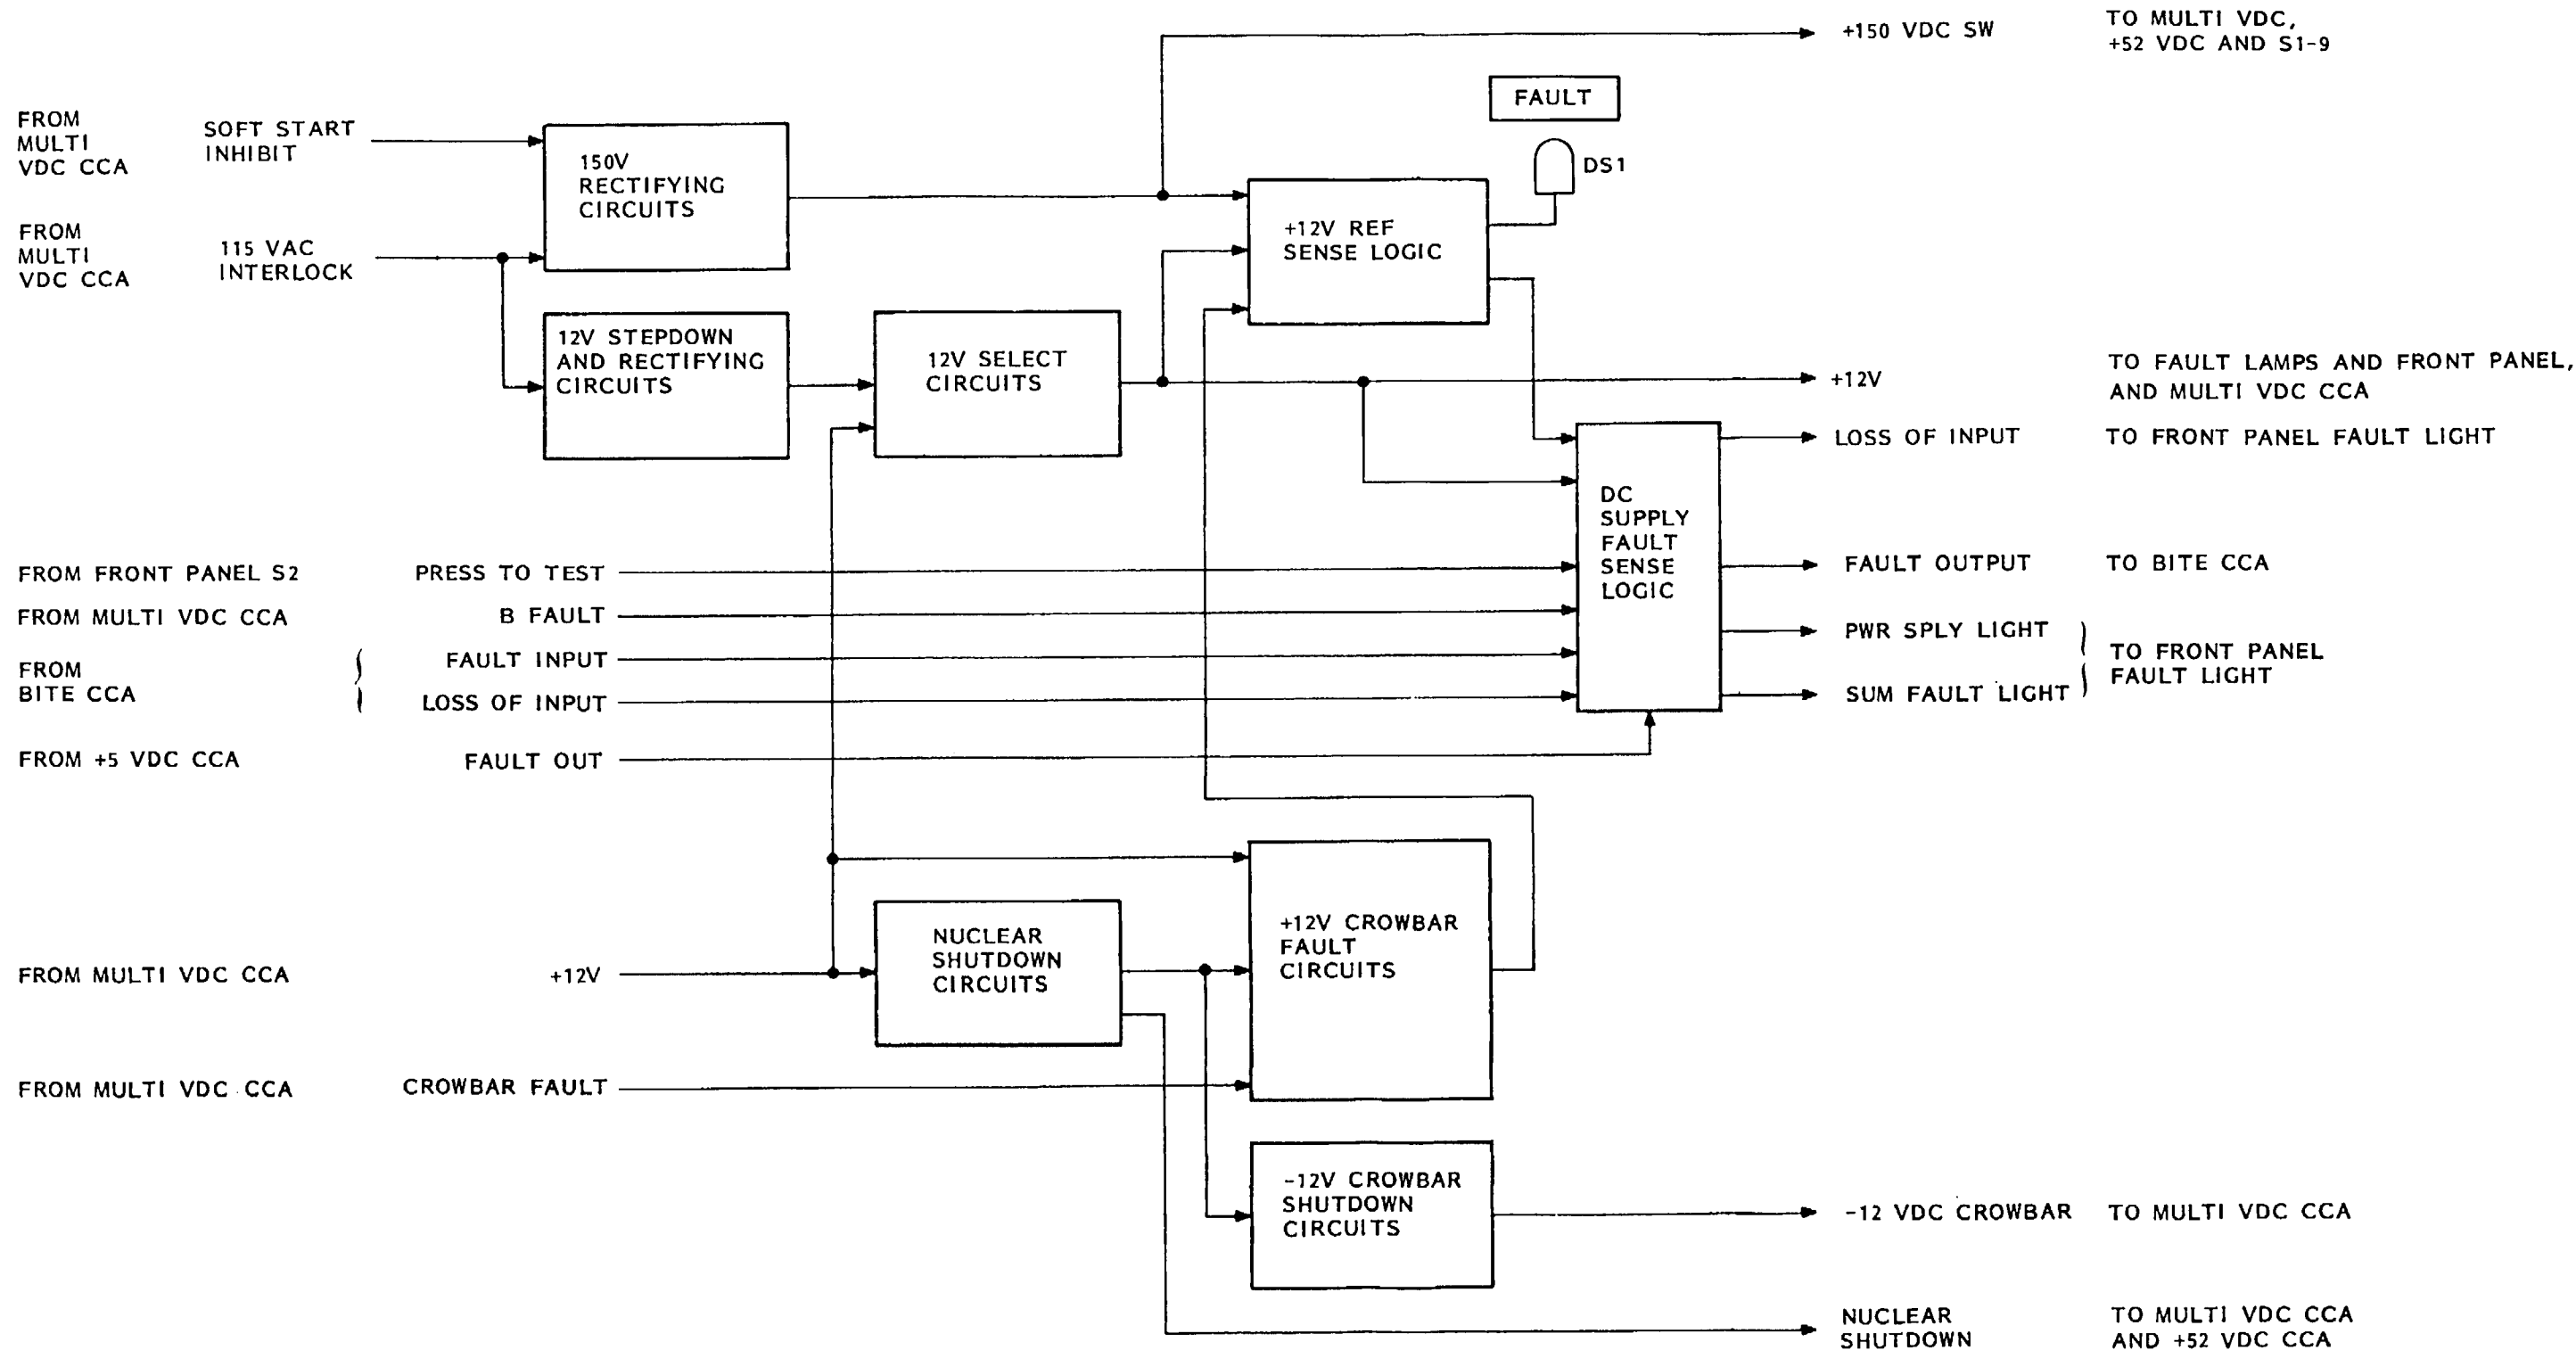 +150 VDC SW
TO MULTI VDC,
+52 VDC AND S1-9
FAULT
DS1
FROM
MULTI
VDC CCA
SOFT START
INHIBIT
150V
RECTIFYING
CIRCUITS
FROM
MULTI
VDC CCA
115 VAC
INTERLOCK
+12V REF
SENSE LOGIC
12V STEPDOWN
AND RECTIFYING
CIRCUITS
12V SELECT
CIRCUITS
+12V
TO FAULT LAMPS AND FRONT PANEL,
AND MULTI VDC CCA
LOSS OF INPUT
TO FRONT PANEL FAULT LIGHT
DC
SUPPLY
FAULT
SENSE
LOGIC
FROM FRONT PANEL S2
PRESS TO TEST
FAULT OUTPUT
TO BITE CCA
FROM MULTI VDC CCA
B FAULT
PWR SPLY LIGHT
FROM
BITE CCA
FAULT INPUT
LOSS OF INPUT
SUM FAULT LIGHT
TO FRONT PANEL
FAULT LIGHT
FROM +5 VDC CCA
FAULT OUT
FROM MULTI VDC CCA
+12V
NUCLEAR
SHUTDOWN
CIRCUITS
+12V CROWBAR
FAULT
CIRCUITS
FROM MULTI VDC CCA
CROWBAR FAULT
-12V CROWBAR
SHUTDOWN
CIRCUITS
-12 VDC CROWBAR
TO MULTI VDC CCA
NUCLEAR
SHUTDOWN
TO MULTI VDC CCA
AND +52 VDC CCA